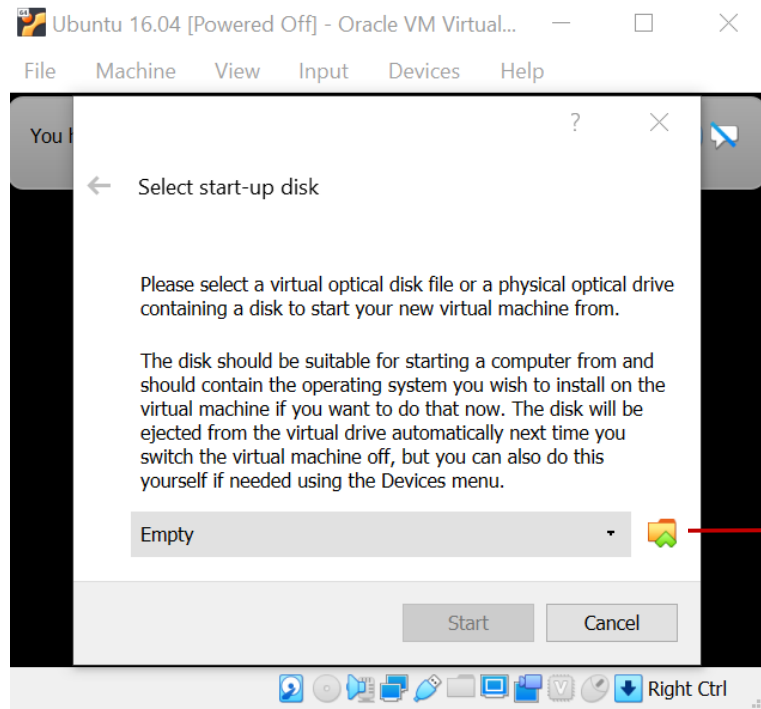 Ubuntu 16.04 [Powered Off] - Oracle VM Virtual...
File Machine View Input Devices Help
You h
?
Select start-up disk
Please select a virtual optical disk file or a physical optical drive
containing a disk to start your new virtual machine from.
The disk should be suitable for starting a computer from and
should contain the operating system you wish to install on the
virtual machine if you want to do that now. The disk will be
ejected from the virtual drive automatically next time you
switch the virtual machine off, but you can also do this
yourself if needed using the Devices menu.
Empty
Start Cancel
Right Ctrl